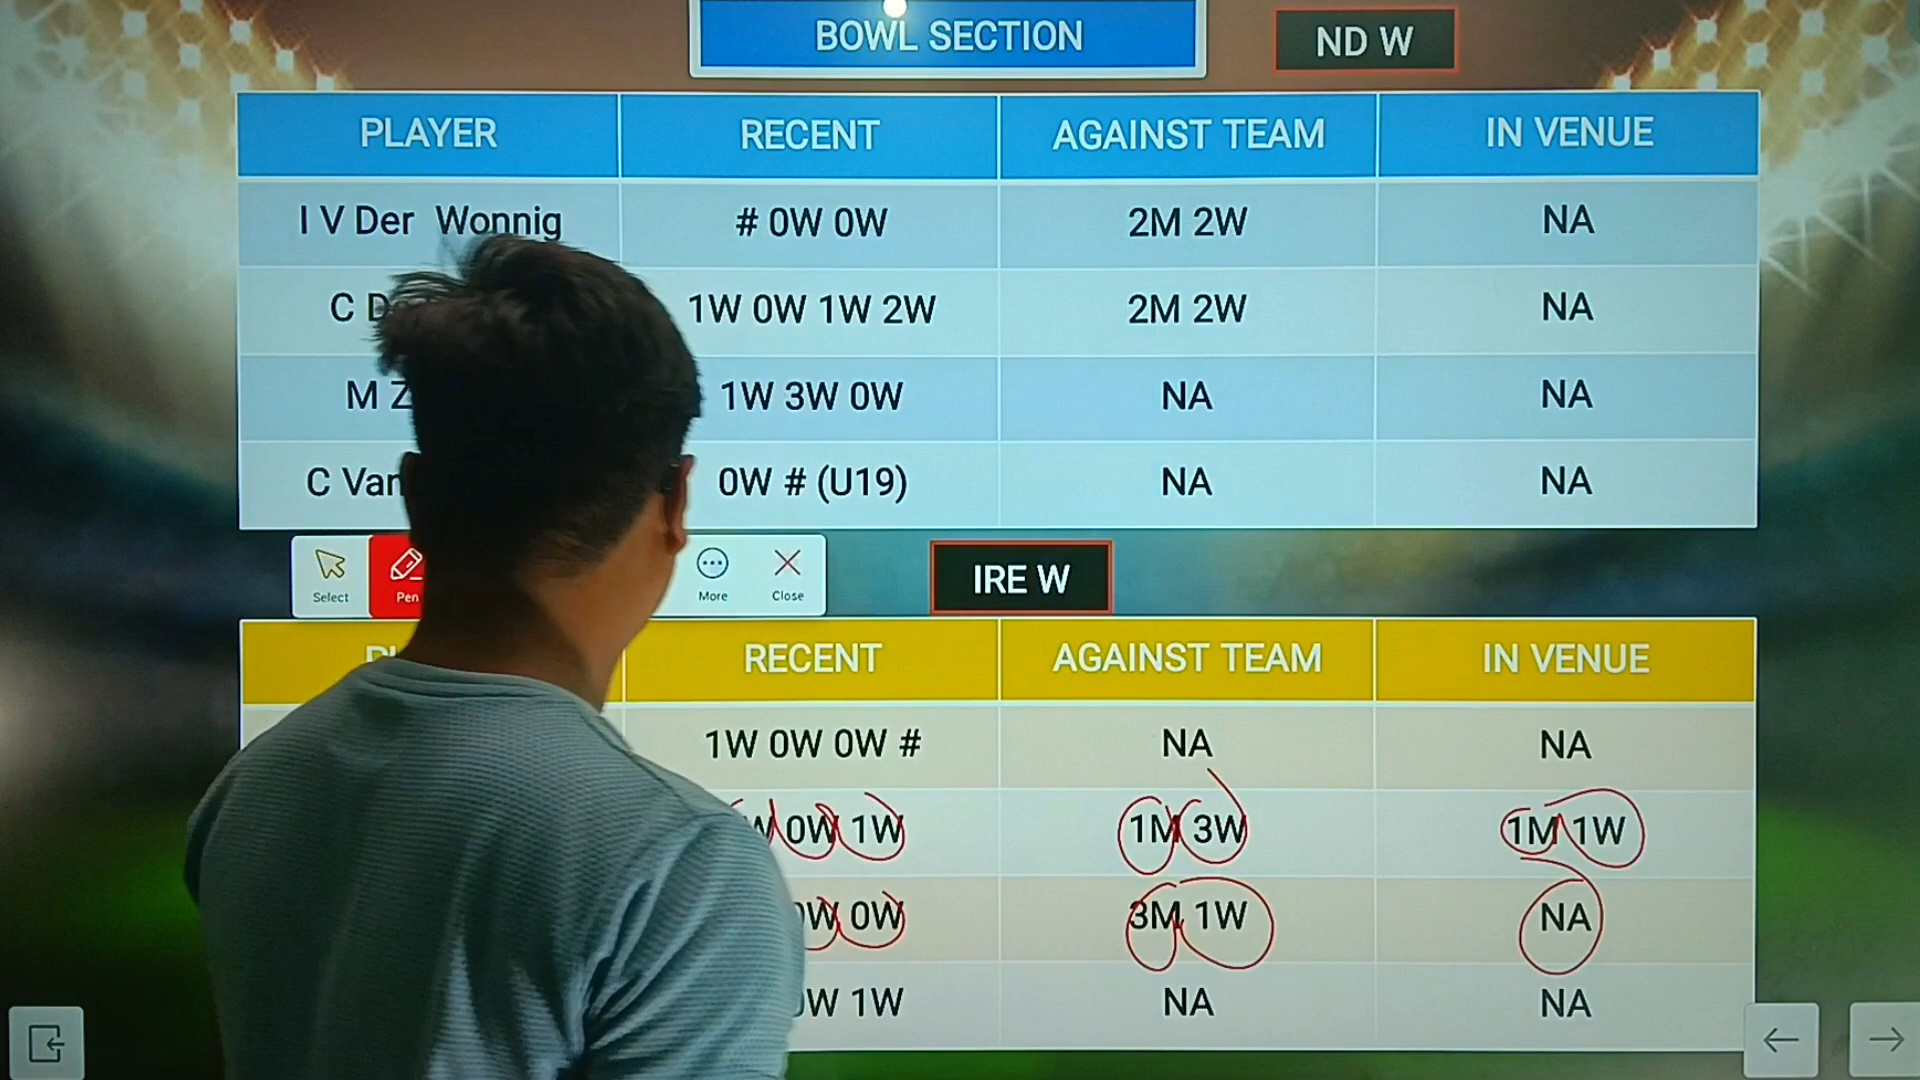 BOWL SECTION
ND W
PLAYER RECENT AGAINST TEAM IN VENUE
I V Der Wonnig # 0W 0W 2M 2W NA
C 1W 0W 1W 2W 2M 2W NA
M 1W 3W 0W NA NA
C 0W # (U19) NA NA
Select Pen More Close
IRE W
RECENT AGAINST TEAM IN VENUE
1W 0W 0W # NA NA
0W 1W 1M 3W 1M 1W
0W 3M 1W NA
1W NA NA